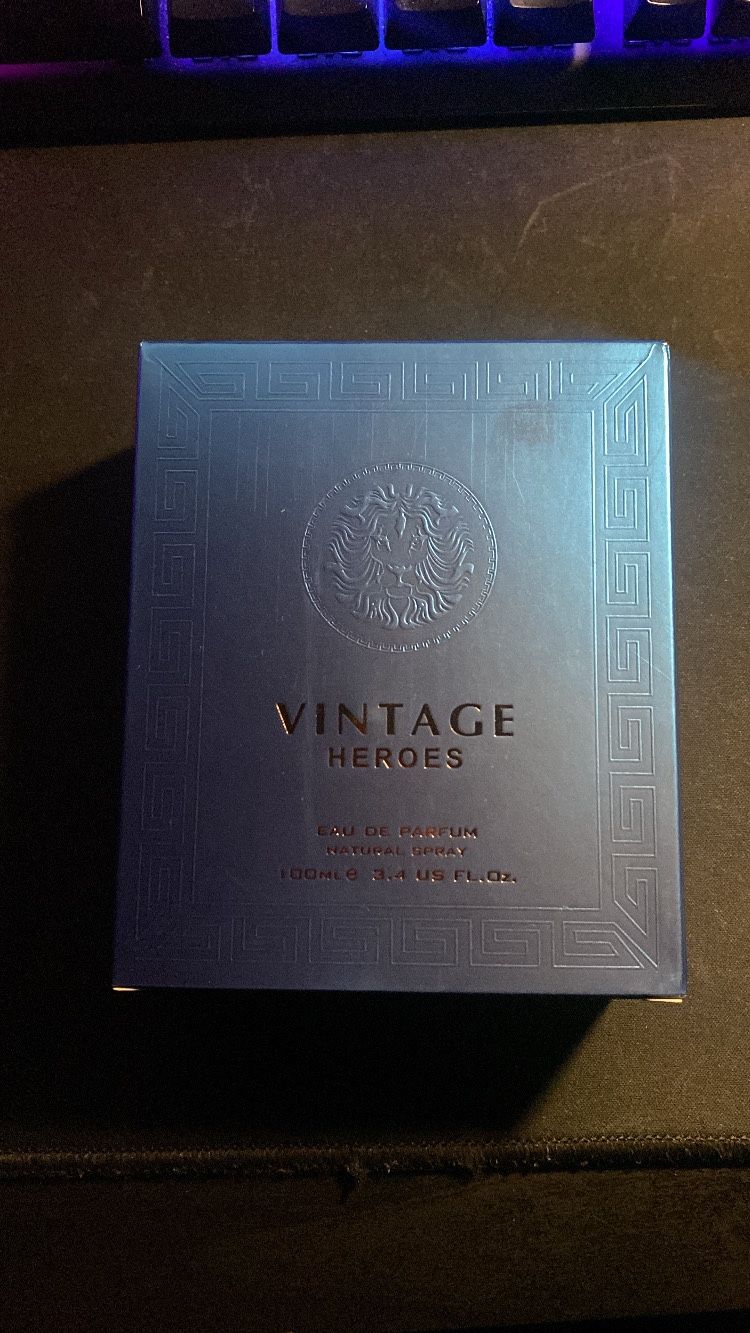 VINTAGE
HEROES
EAU DE PARFUM
NATURAL SPRAY
100ML e 3.4 US FL.Oz.